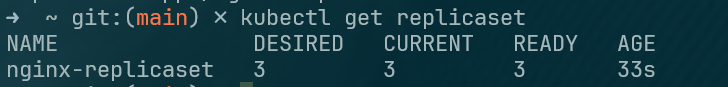 → ~ git:(main) × kubectl get replicaset
NAME DESIRED CURRENT READY AGE
nginx-replicaset 3 3 3 33s